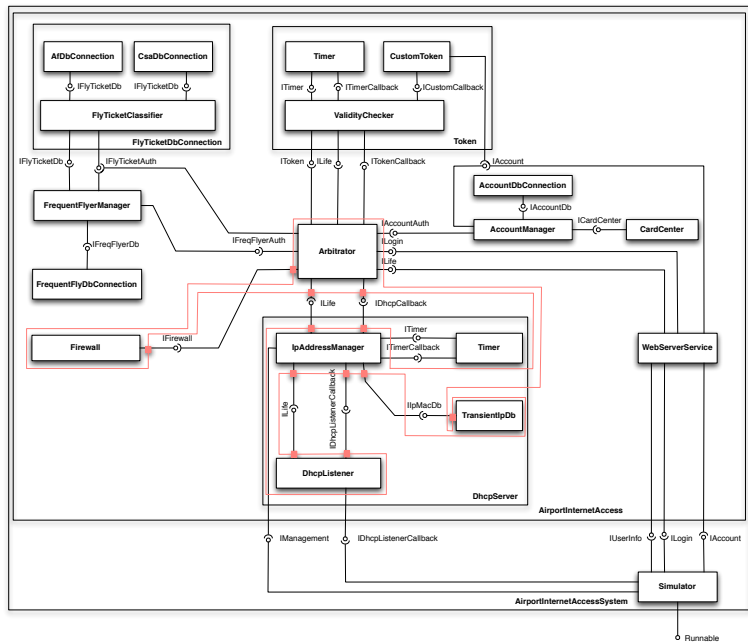 AfDbConnection
CsaDbConnection
Timer
CustomToken
IFlyTicketDb
IFlyTicketDb
ITimer
ITimerCallback
ICustomCallback
FlyTicketClassifier
ValidityChecker
FlyTicketDbConnection
Token
IFlyTicketDb
IFlyTicketAuth
IToken
ILife
ITokenCallback
IAccount
AccountDbConnection
FrequentFlyerManager
IAccountDb
IAccountAuth
ICardCenter
AccountManager
CardCenter
IFreqFlyerDb
IFreqFlyerAuth
Arbitrator
ILogin
ILife
FrequentFlyDbConnection
ILife
IDhcpCallback
IFirewall
ITimer
Firewall
IpAddressManager
Timer
WebServerService
ITimerCallback
ILife
IDhcpListenerCallback
IIpMacDb
TransientIpDb
DhcpListener
DhcpServer
AirportInternetAccess
IManagement
IDhcpListenerCallback
IUserInfo
ILogin
IAccount
Simulator
AirportInternetAccessSystem
Runnable